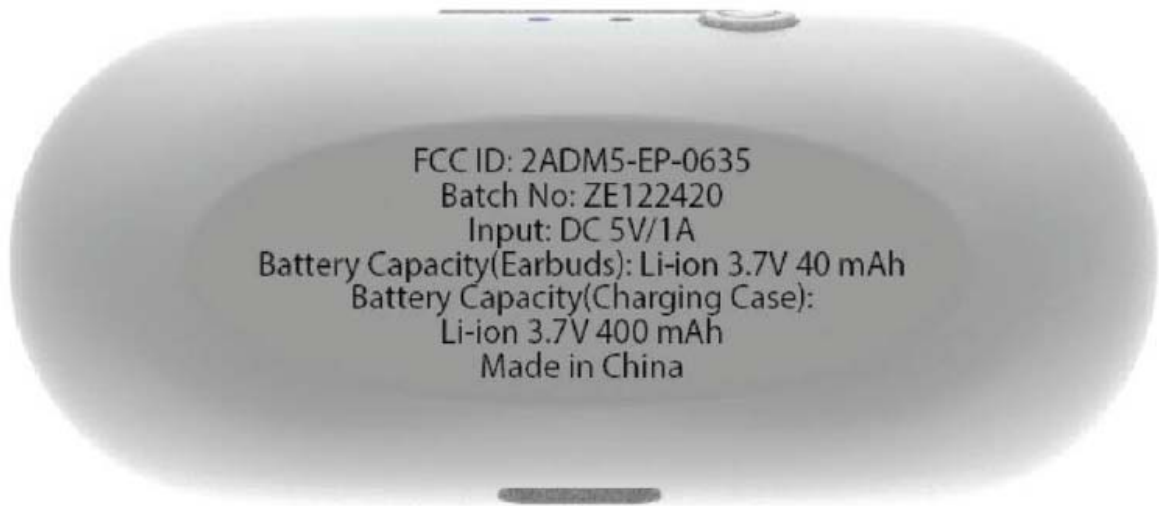 FCC ID: 2ADM5-EP-0635
Batch No: ZE122420
Input: DC 5V/1A
Battery Capacity(Earbuds): Li-ion 3.7V 40 mAh
Battery Capacity(Charging Case):
Li-ion 3.7V 400 mAh
Made in China